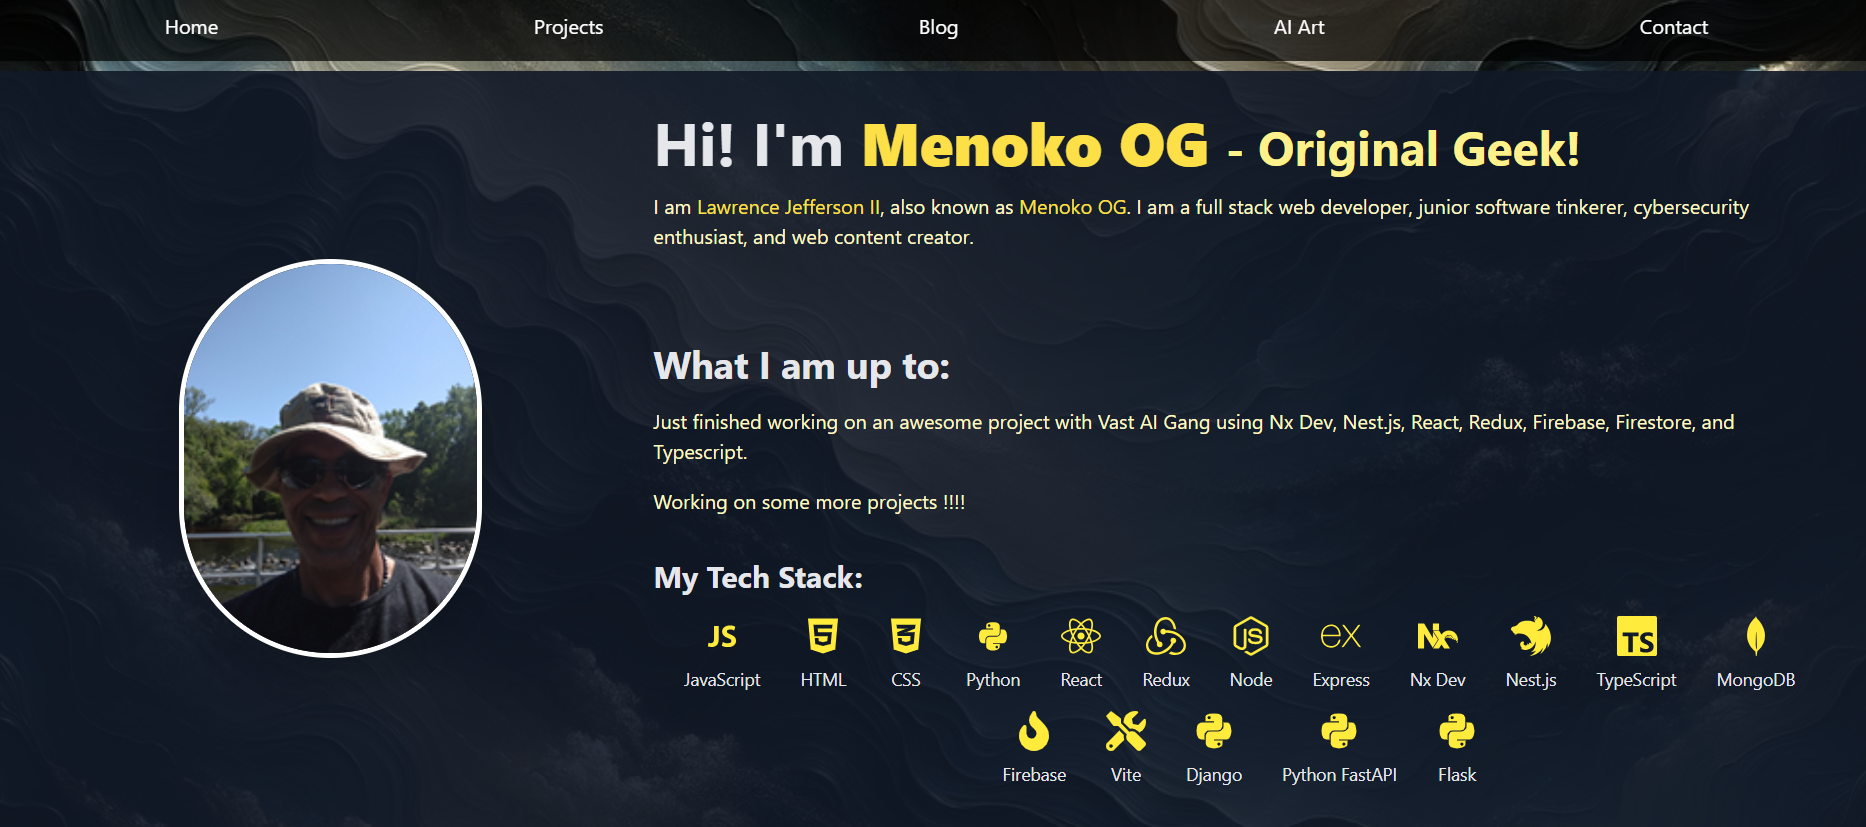 Home Projects Blog AI Art Contact
Hi! I'm Menoko OG - Original Geek!
I am Lawrence Jefferson II, also known as Menoko OG. I am a full stack web developer, junior software tinkerer, cybersecurity
enthusiast, and web content creator.
What I am up to:
Just finished working on an awesome project with Vast AI Gang using Nx Dev, Nest.js, React, Redux, Firebase, Firestore, and
Typescript.
Working on some more projects !!!!
My Tech Stack:
JS 5 3 JS ex Nx TS
JavaScript HTML CSS Python React Redux Node Express Nx Dev Nest.js TypeScript MongoDB
Firebase Vite Django Python FastAPI Flask